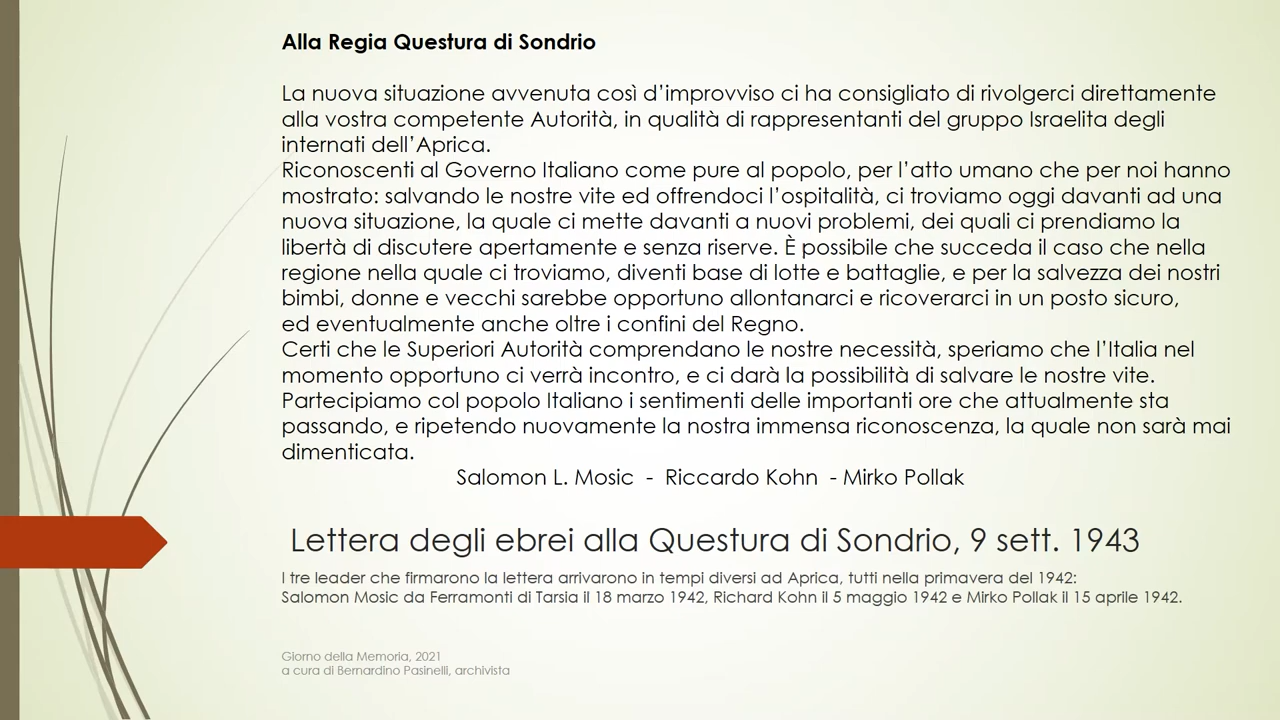 Alla Regia Questura di Sondrio
La nuova situazione avvenuta così d'improvviso ci ha consigliato di rivolgerci direttamente
alla vostra competente Autorità, in qualità di rappresentanti del gruppo Israelita degli
internati dell'Aprica.
Riconoscenti al Governo Italiano come pure al popolo, per l'atto umano che per noi hanno
mostrato: salvando le nostre vite ed offrendoci l'ospitalità, ci troviamo oggi davanti ad una
nuova situazione, la quale ci mette davanti a nuovi problemi, dei quali ci prendiamo la
libertà di discutere apertamente e senza riserve. È possibile che succeda il caso che nella
regione nella quale ci troviamo, diventi base di lotte e battaglie, e per la salvezza dei nostri
bimbi, donne e vecchi sarebbe opportuno allontanarci e ricoverarci in un posto sicuro,
ed eventualmente anche oltre i confini del Regno.
Certi che le Superiori Autorità comprendano le nostre necessità, speriamo che l'Italia nel
momento opportuno ci verrà incontro, e ci darà la possibilità di salvare le nostre vite.
Partecipiamo col popolo Italiano i sentimenti delle importanti ore che attualmente sta
passando, e ripetendo nuovamente la nostra immensa riconoscenza, la quale non sarà mai
dimenticata.
Salomon L. Mosic - Riccardo Kohn - Mirko Pollak
Lettera degli ebrei alla Questura di Sondrio, 9 sett. 1943
I tre leader che firmarono la lettera arrivarono in tempi diversi ad Aprica, tutti nella primavera del 1942:
Salomon Mosic da Ferramonti di Tarsia il 18 marzo 1942, Richard Kohn il 5 maggio 1942 e Mirko Pollak il 15 aprile 1942.
Giorno della Memoria, 2021
a cura di Bernardino Pasinelli, archivista